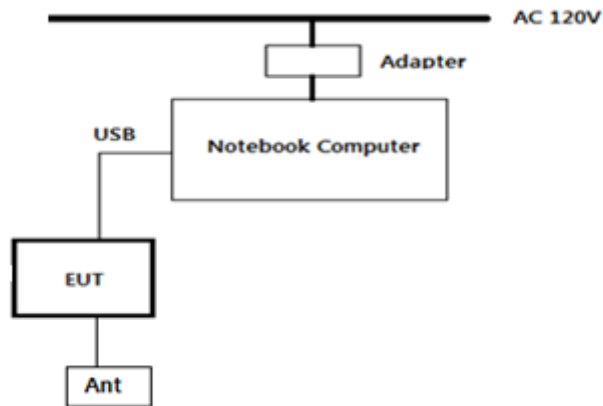 AC 120V
Adapter
USB
Notebook Computer
EUT
Ant